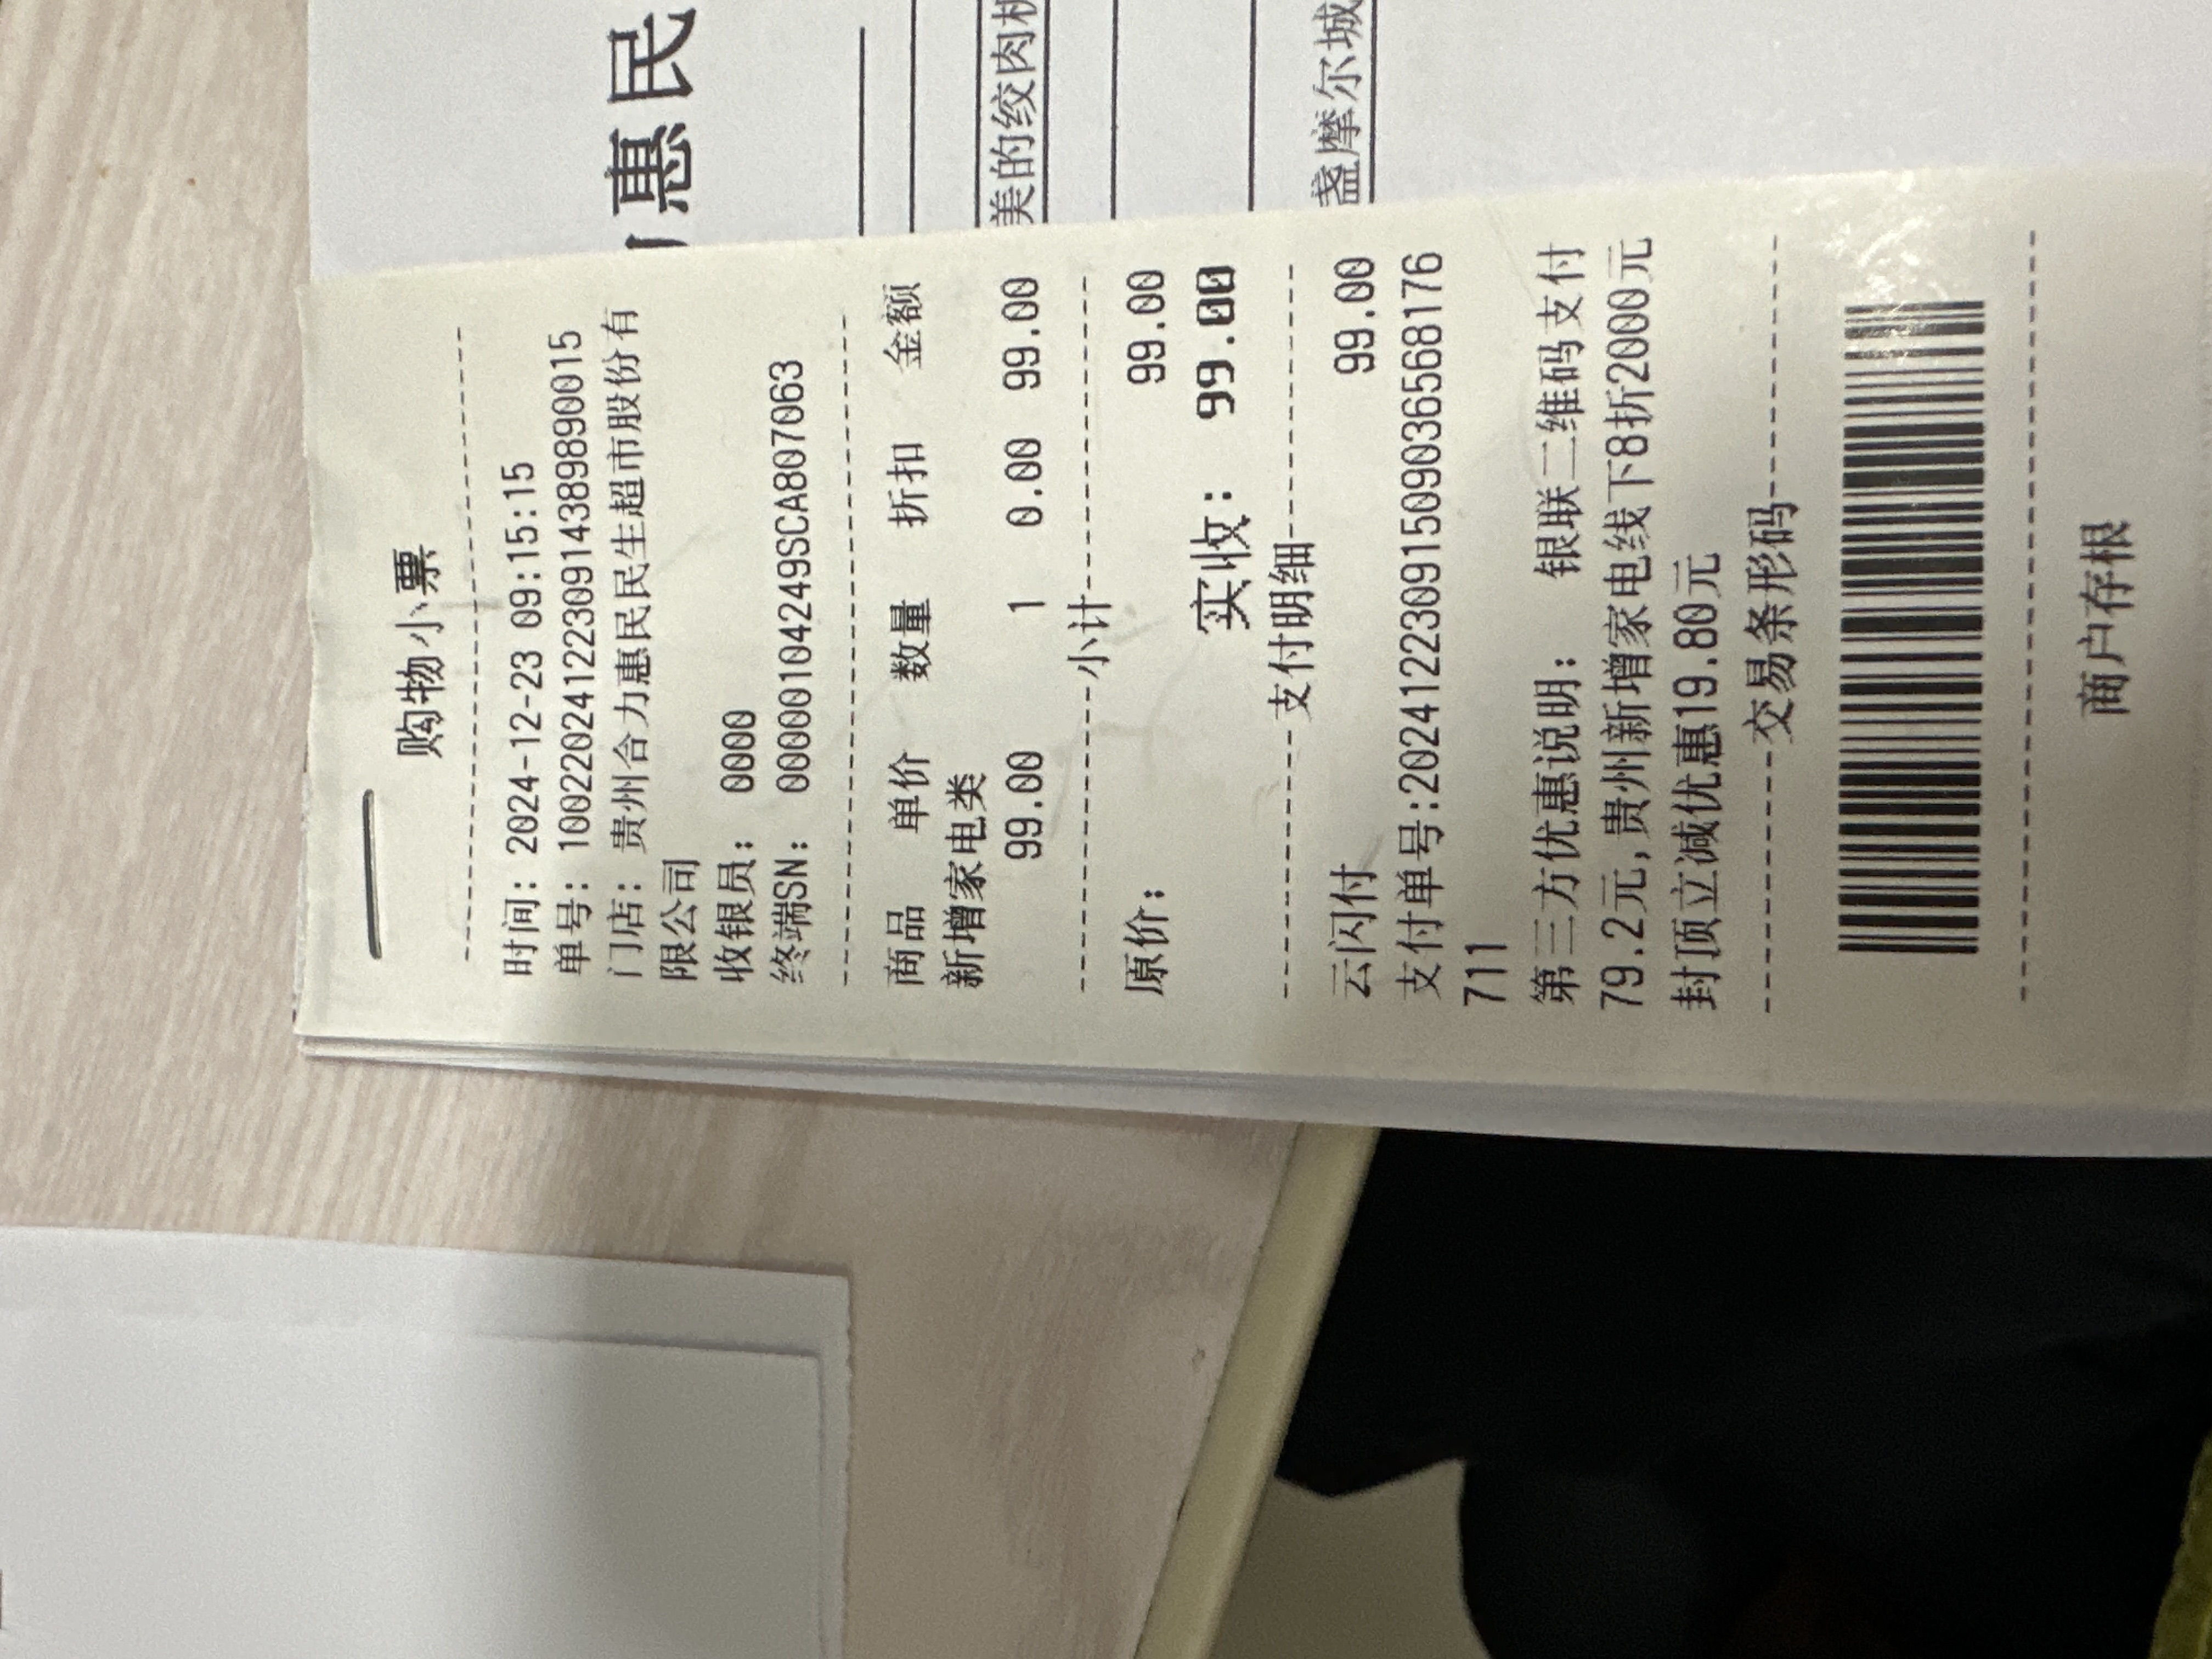 购物小票
时间: 2024-12-23 09:15:15
单号: 1002202412230914389890015
门店: 贵州合力惠民民生超市股份有
限公司
收银员: 0000
终端SN: 00000104249SCA807063
商品 单价 数量 折扣 金额
新增家电类
99.00 1 0.00 99.00
小计
原价: 99.00
实收: 99.00
支付明细
云闪付 99.00
支付单号:20241223091509036568176
711
第三方优惠说明: 银联二维码支付
79.2元,贵州新增家电线下8折2000元
封顶立减优惠19.80元
交易条形码
商户存根
惠民
美的绞肉机
盏摩尔城